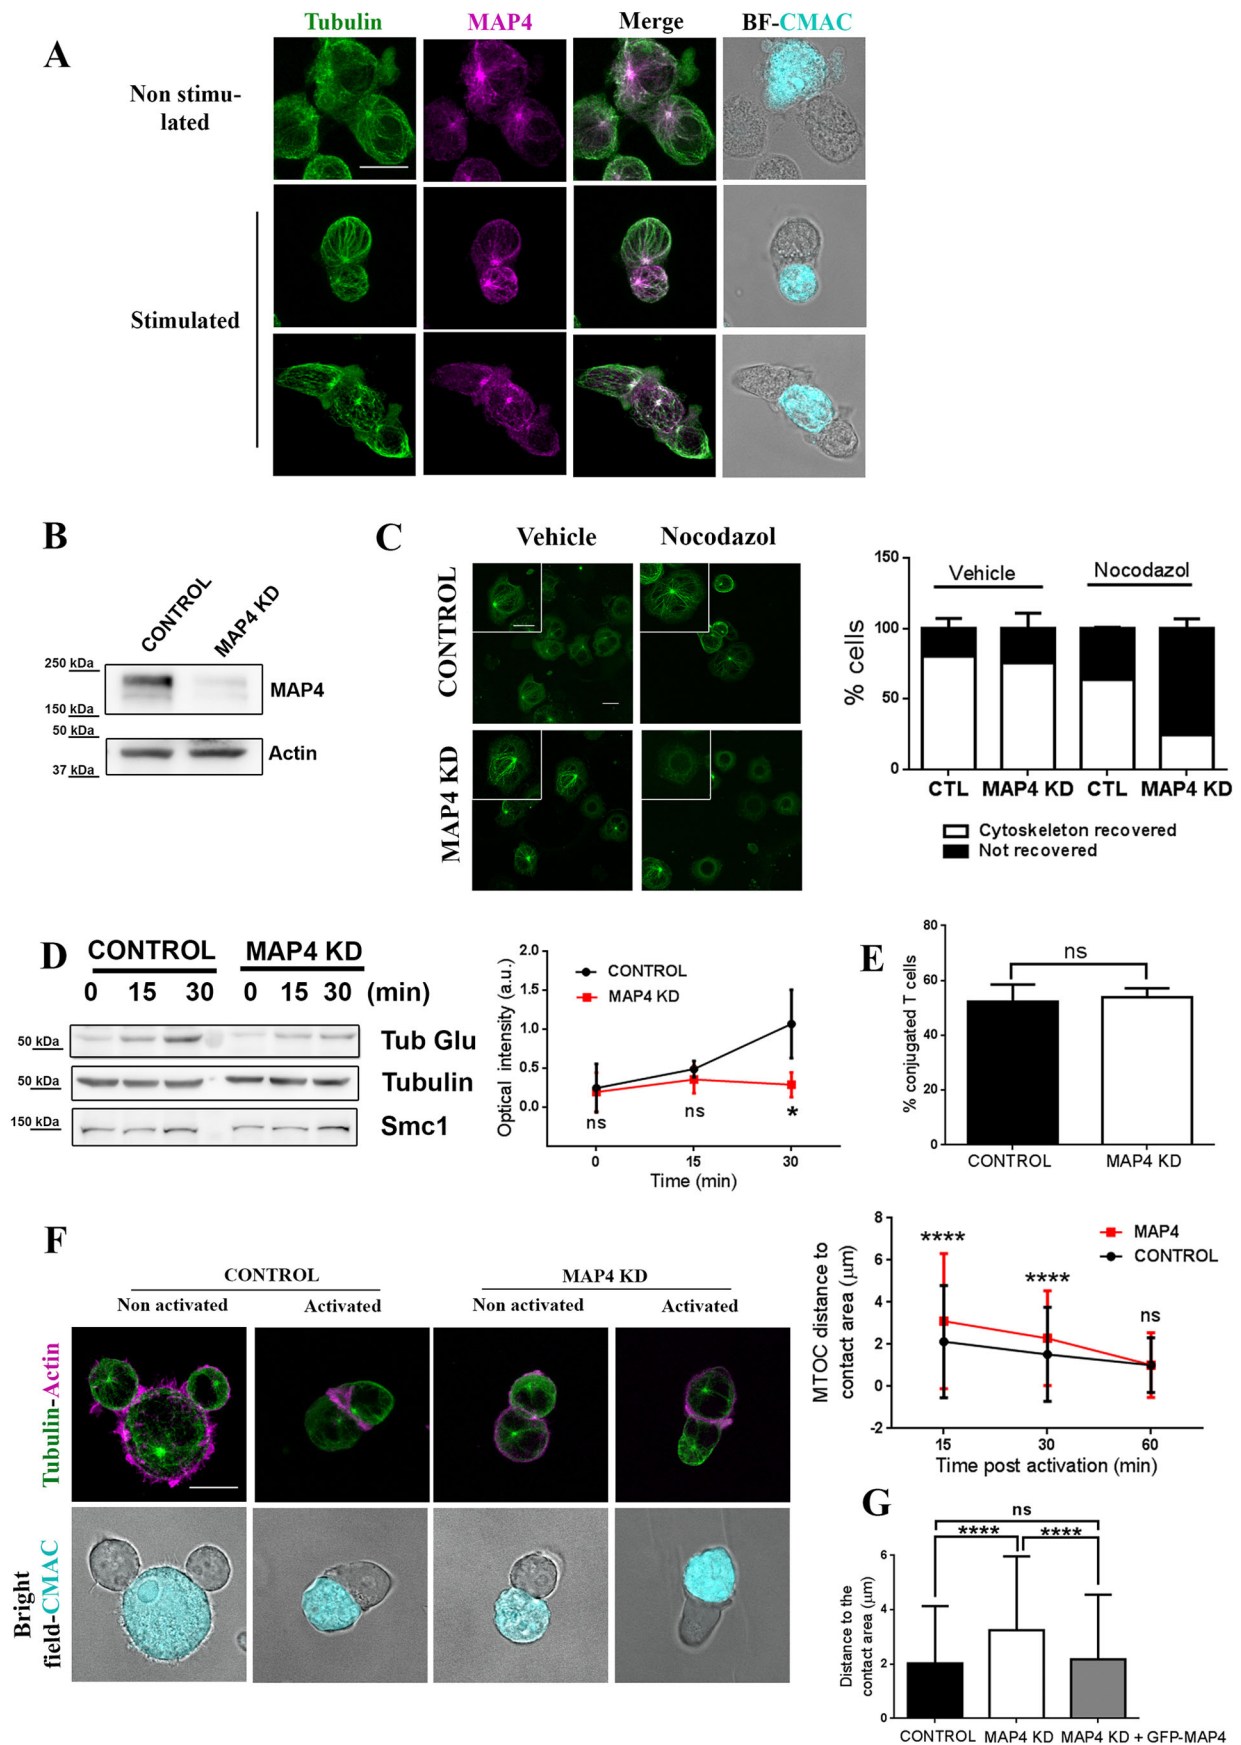 A
Tubulin
MAP4
Merge
BF-CMAC
Non stimu-
lated
Stimulated
B
CONTROL
MAP4 KD
250 kDa
150 kDa
MAP4
50 kDa
37 kDa
Actin
C
Vehicle
Nocodazol
CONTROL
MAP4 KD
% cells
150
100
50
0
Vehicle
Nocodazol
CTL
MAP4 KD
CTL
MAP4 KD
Cytoskeleton recovered
Not recovered
D
CONTROL
MAP4 KD
0 15 30 0 15 30 (min)
50 kDa
Tub Glu
50 kDa
Tubulin
150 kDa
Smc1
Optical intensity (a.u.)
2.0
1.5
1.0
0.5
0.0
CONTROL
MAP4 KD
ns
ns
*
0 15 30
Time (min)
E
% conjugated T cells
80
60
40
20
0
ns
CONTROL
MAP4 KD
F
CONTROL
MAP4 KD
Non activated
Activated
Non activated
Activated
Tubulin-Actin
Bright
field-CMAC
MTOC distance to
contact area (µm)
8
6
4
2
0
-2
****
****
ns
MAP4
CONTROL
15 30 60
Time post activation (min)
G
Distance to the
contact area (µm)
6
4
2
0
ns
****
****
CONTROL
MAP4 KD
MAP4 KD + GFP-MAP4